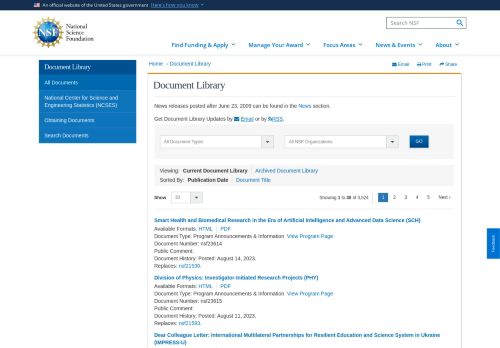 An official website of the United States government Here's how you know
NSF
National
Science
Foundation
Search NSF
Find Funding & Apply
Manage Your Award
Focus Areas
News & Events
About
Document Library
All Documents
National Center for Science and
Engineering Statistics (NCSES)
Obtaining Documents
Search Documents
Home › Document Library
Email Print Share
Document Library
News releases posted after June 23, 2009 can be found in the News section.
Get Document Library Updates by Email or by RSS.
All Document Types
All NSF Organizations
GO
Viewing: Current Document Library | Archived Document Library
Sorted By: Publication Date | Document Title
Show 30
Showing 1 to 30 of 3,524
1 2 3 4 5 Next ›
Smart Health and Biomedical Research in the Era of Artificial Intelligence and Advanced Data Science (SCH)
Available Formats: HTML | PDF
Document Type: Program Announcements & Information View Program Page
Document Number: nsf23614
Public Comment:
Document History: Posted: August 14, 2023.
Replaces: nsf21530.
Division of Physics: Investigator-Initiated Research Projects (PHY)
Available Formats: HTML | PDF
Document Type: Program Announcements & Information View Program Page
Document Number: nsf23615
Public Comment:
Document History: Posted: August 11, 2023.
Replaces: nsf21593.
Dear Colleague Letter: International Multilateral Partnerships for Resilient Education and Science System in Ukraine
(IMPRESS-U)
Feedback